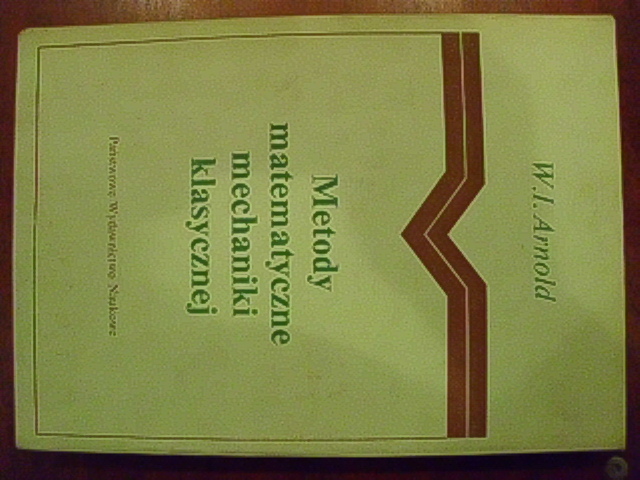 W.I. Arnold
Metody
matematyczne
mechaniki
klasycznej
Państwowe Wydawnictwo Naukowe